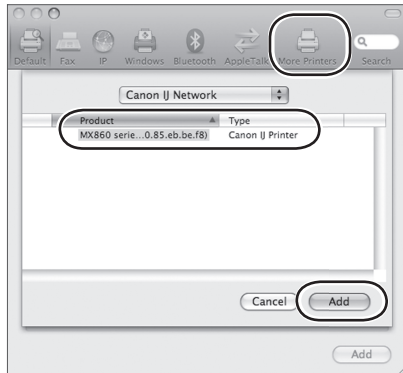 Default Fax IP Windows Bluetooth AppleTalk More Printers Search
Canon IJ Network
Product Type
MX860 serie...0.85.eb.be.f8) Canon IJ Printer
Cancel Add
Add